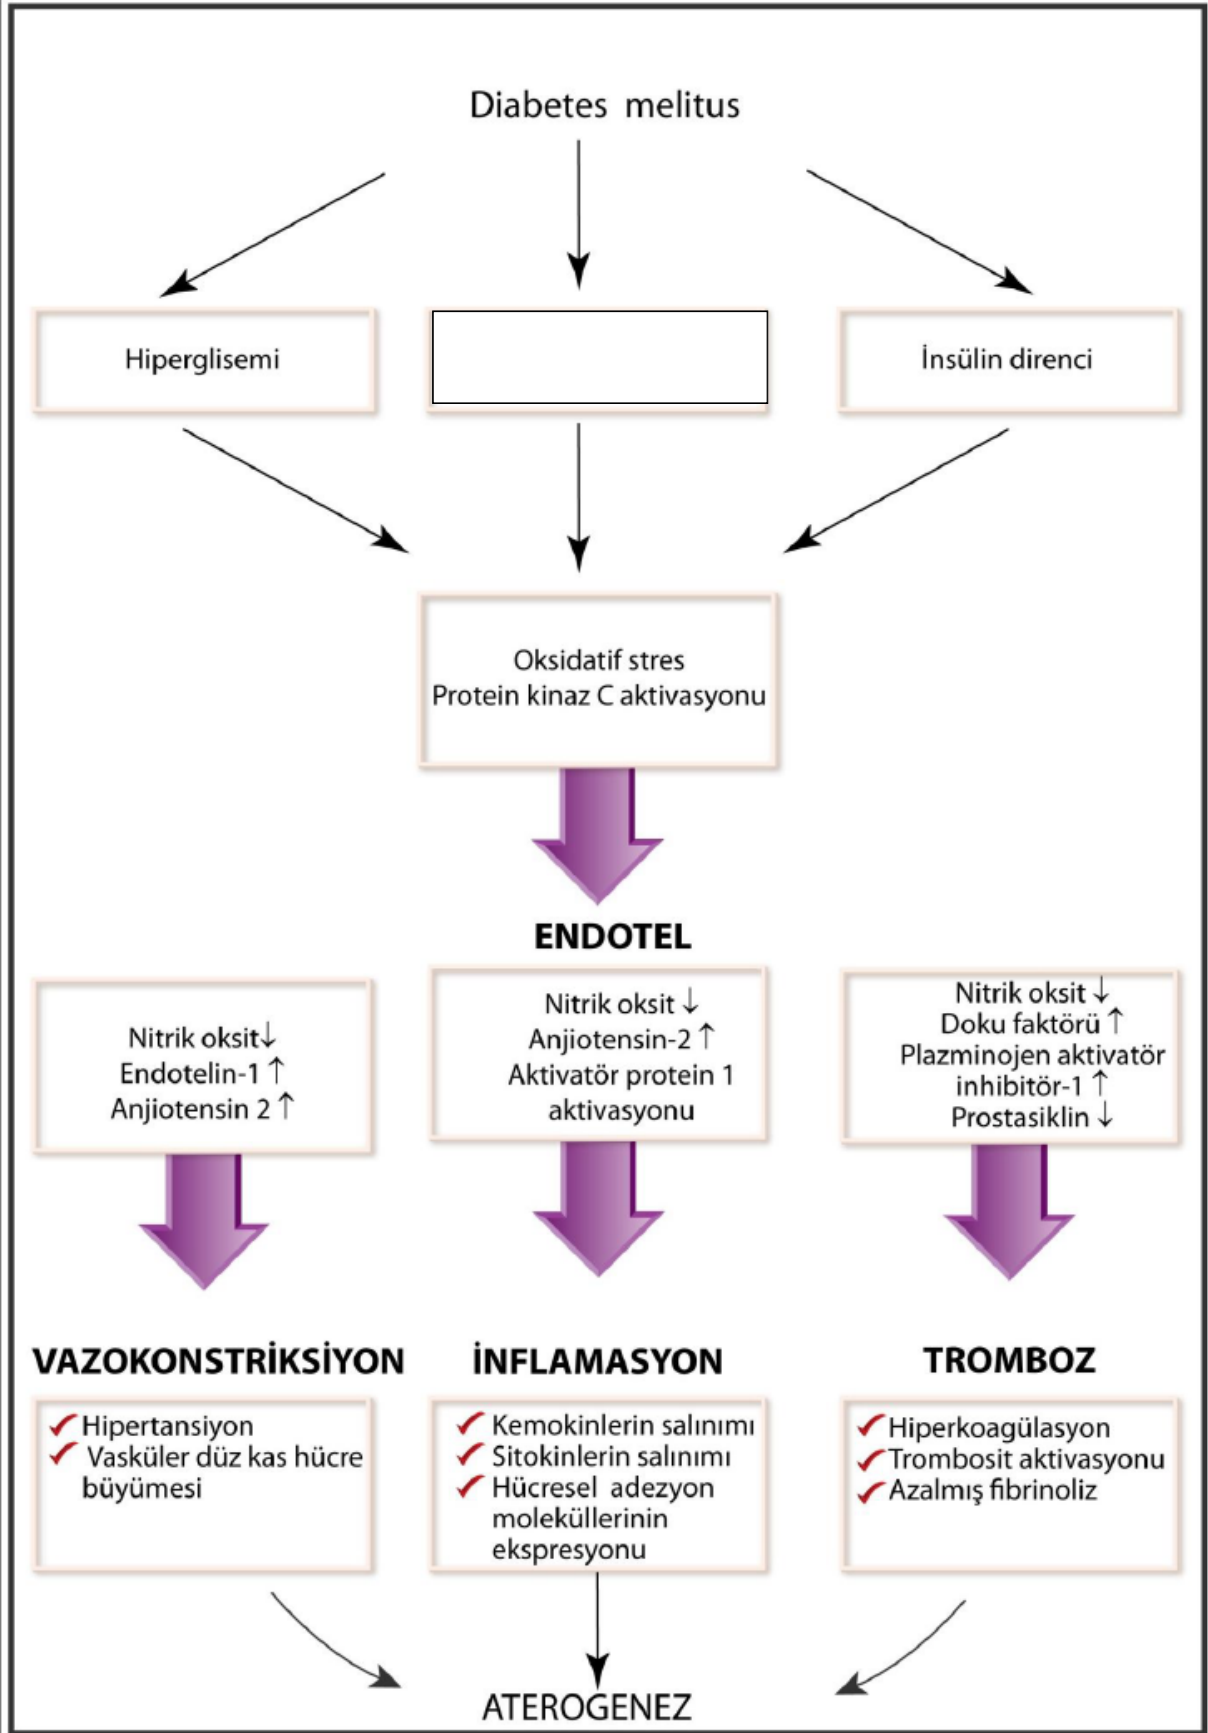 Diabetes melitus
Hiperglisemi
İnsülin direnci
Oksidatif stres
Protein kinaz C aktivasyonu
ENDOTEL
Nitrik oksit↓
Endotelin-1 ↑
Anjiotensin 2 ↑
Nitrik oksit ↓
Anjiotensin-2 ↑
Aktivatör protein 1
aktivasyonu
Nitrik oksit ↓
Doku faktörü ↑
Plazminojen aktivatör
inhibitör-1 ↑
Prostasiklin ↓
VAZOKONSTRİKSİYON
✓ Hipertansiyon
✓ Vasküler düz kas hücre
büyümesi
İNFLAMASYON
✓ Kemokinlerin salınımı
✓ Sitokinlerin salınımı
✓ Hücresel adezyon
moleküllerinin
ekspresyonu
TROMBOZ
✓ Hiperkoagülasyon
✓ Trombosit aktivasyonu
✓ Azalmış fibrinoliz
ATEROGENEZ